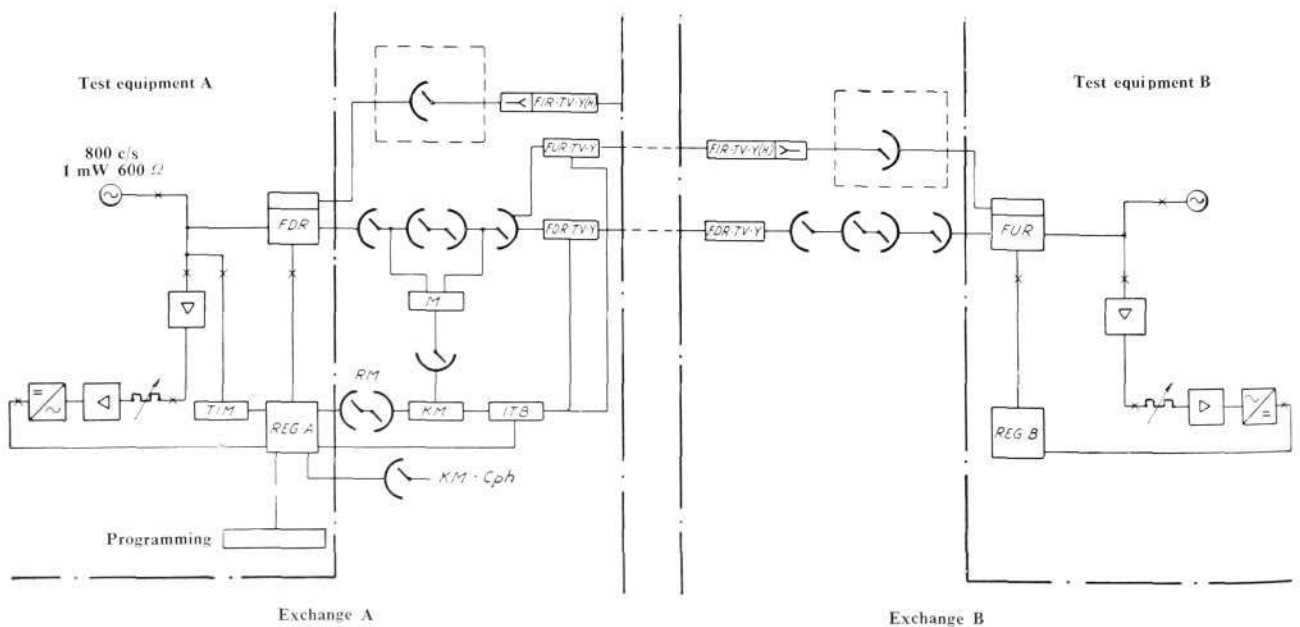 Test equipment A
800 c/s
1 mW 600 Ω
FDR
FIR-TV-Y(H)
FUR-TV-Y
FDR-TV-Y
M
RM
TIM
REG-A
KM
ITB
KM-Cph
Programming
Exchange A
Test equipment B
FIR-TV-Y(H)
FDR-TV-Y
FUR
REG B
Exchange B